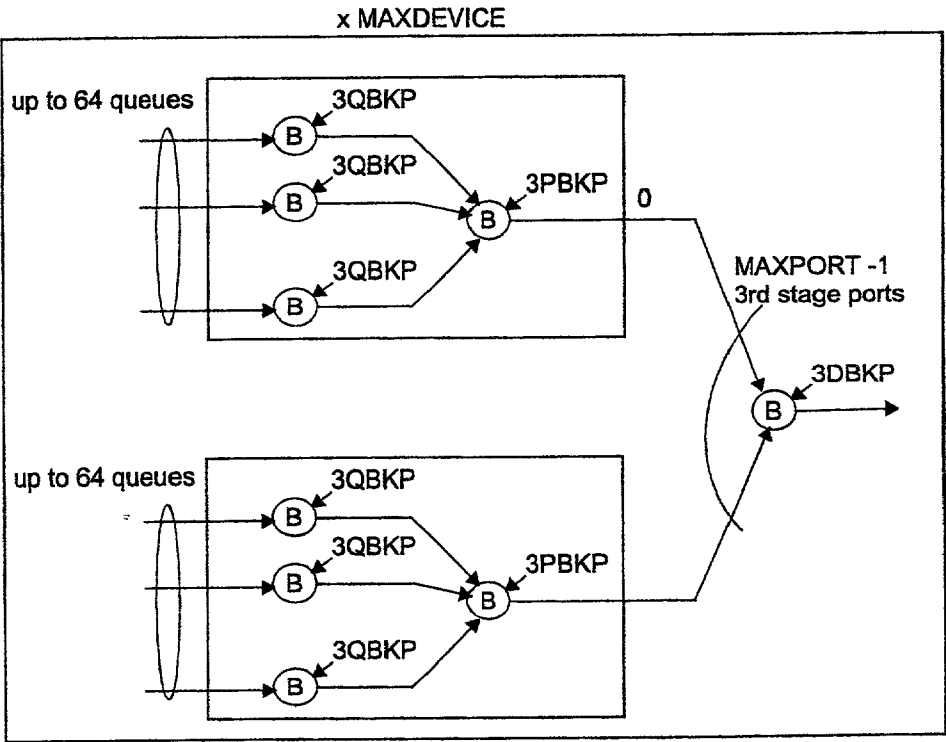 x MAXDEVICE
up to 64 queues
3QBKP
B
3QBKP
B
3PBKP
B
0
3QBKP
B
MAXPORT -1
3rd stage ports
3DBKP
B
up to 64 queues
3QBKP
B
3QBKP
B
3PBKP
B
3QBKP
B